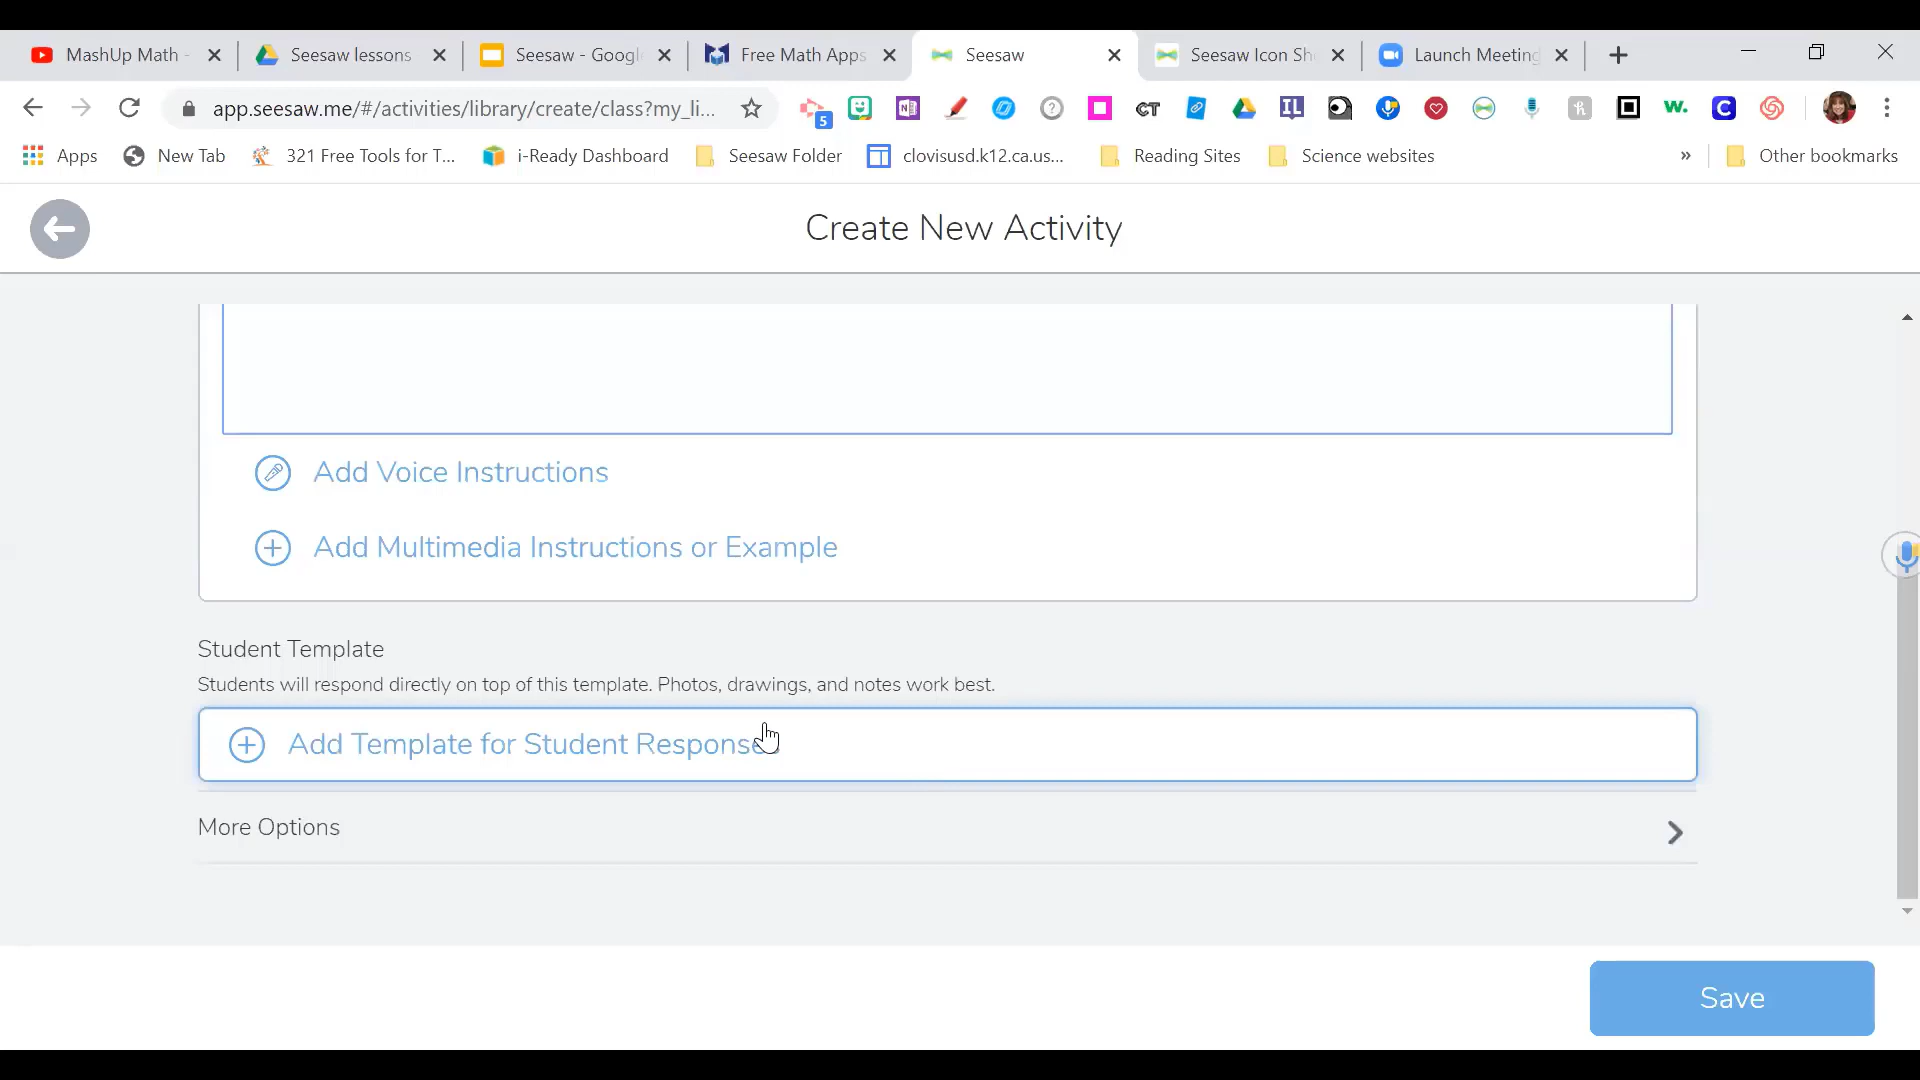 MashUp Math -
Seesaw lessons
Seesaw - Googl
Free Math Apps
Seesaw
Seesaw Icon Sh
Launch Meeting
app.seesaw.me/#/activities/library/create/class?my_li...
5
CT
IL
w.
C
Apps
New Tab
321 Free Tools for T...
i-Ready Dashboard
Seesaw Folder
clovisusd.k12.ca.us...
Reading Sites
Science websites
»
Other bookmarks
Create New Activity
Add Voice Instructions
Add Multimedia Instructions or Example
Student Template
Students will respond directly on top of this template. Photos, drawings, and notes work best.
Add Template for Student Responses
More Options
Save